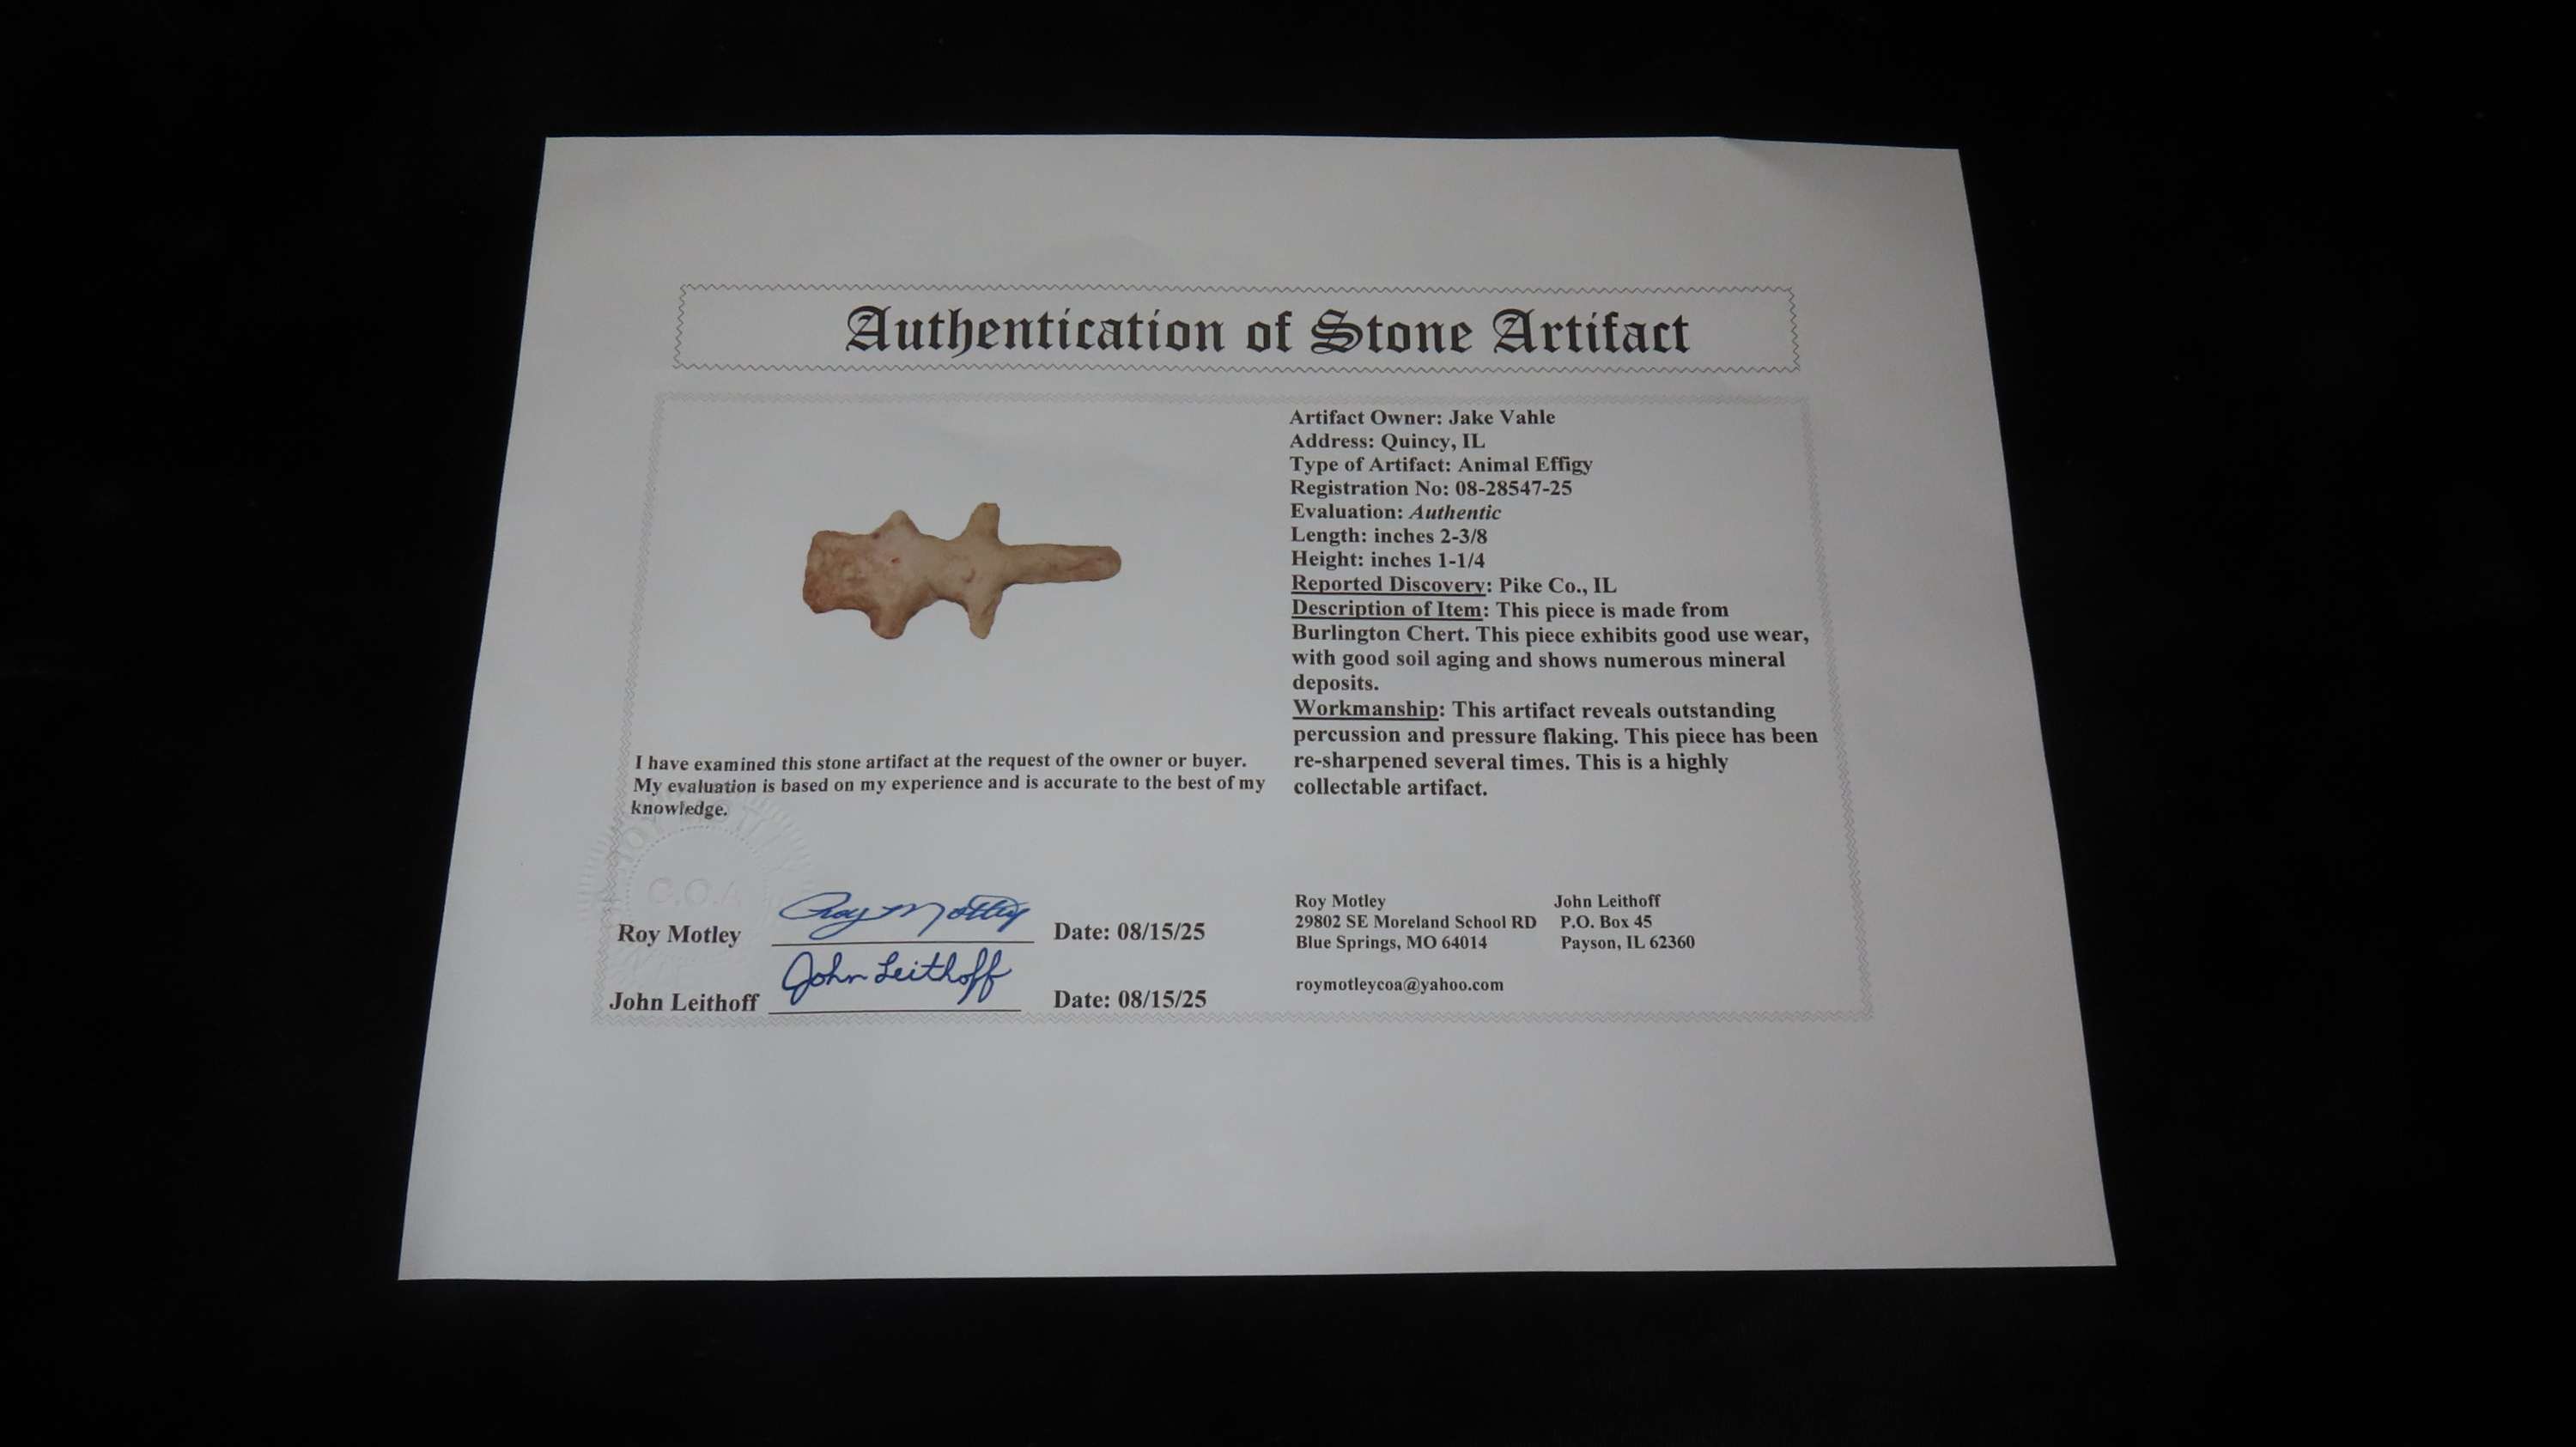 Authentication of Stone Artifact
Artifact Owner: Jake Vahle
Address: Quincy, IL
Type of Artifact: Animal Effigy
Registration No: 08-28547-25
Evaluation: Authentic
Length: inches 2-3/8
Height: inches 1-1/4
Reported Discovery: Pike Co., IL
Description of Item: This piece is made from
Burlington Chert. This piece exhibits good use wear,
with good soil aging and shows numerous mineral
deposits.
Workmanship: This artifact reveals outstanding
percussion and pressure flaking. This piece has been
re-sharpened several times. This is a highly
collectable artifact.
I have examined this stone artifact at the request of the owner or buyer.
My evaluation is based on my experience and is accurate to the best of my
knowledge.
ROY MOTLEY
C.O.A
Roy Motley Roy Motley Date: 08/15/25
John Leithoff John Leithoff Date: 08/15/25
Roy Motley John Leithoff
29802 SE Moreland School RD P.O. Box 45
Blue Springs, MO 64014 Payson, IL 62360
roymotleycoa@yahoo.com